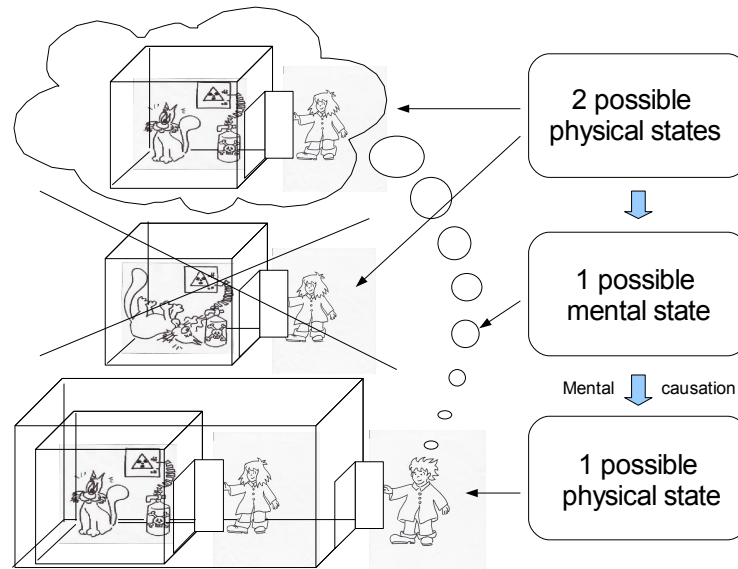 2 possible
physical states
1 possible
mental state
Mental causation
1 possible
physical state